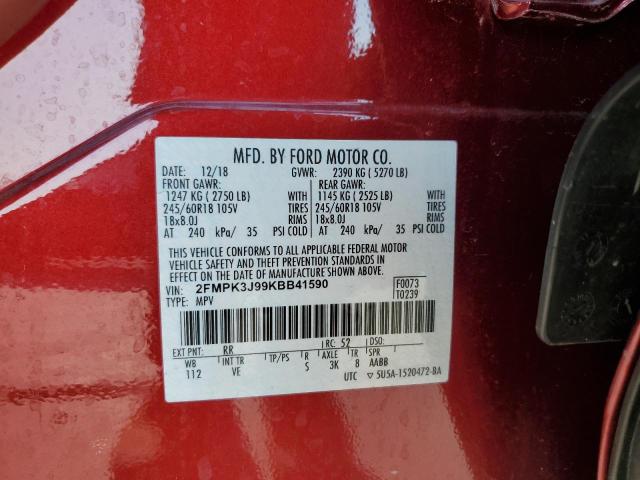 MFD. BY FORD MOTOR CO.
DATE: 12/18 GVWR: 2390 KG ( 5270 LB)
FRONT GAWR: REAR GAWR:
1247 KG ( 2750 LB) WITH 1145 KG ( 2525 LB) WITH
245/60R18 105V TIRES 245/60R18 105V TIRES
18x8.0J RIMS 18x8.0J RIMS
AT 240 kPa/ 35 PSI COLD AT 240 kPa/ 35 PSI COLD
THIS VEHICLE CONFORMS TO ALL APPLICABLE FEDERAL MOTOR
VEHICLE SAFETY AND THEFT PREVENTION STANDARDS IN
EFFECT ON THE DATE OF MANUFACTURE SHOWN ABOVE.
VIN: 2FMPK3J99KBB41590 F0073
TYPE: MPV T0239
EXT PNT: RR RC: 52 DSO:
WB INT TR TP/PS R AXLE TR SPR
112 VE S 3K 8 AABB
UTC ▽ 5U5A-1520472-BA